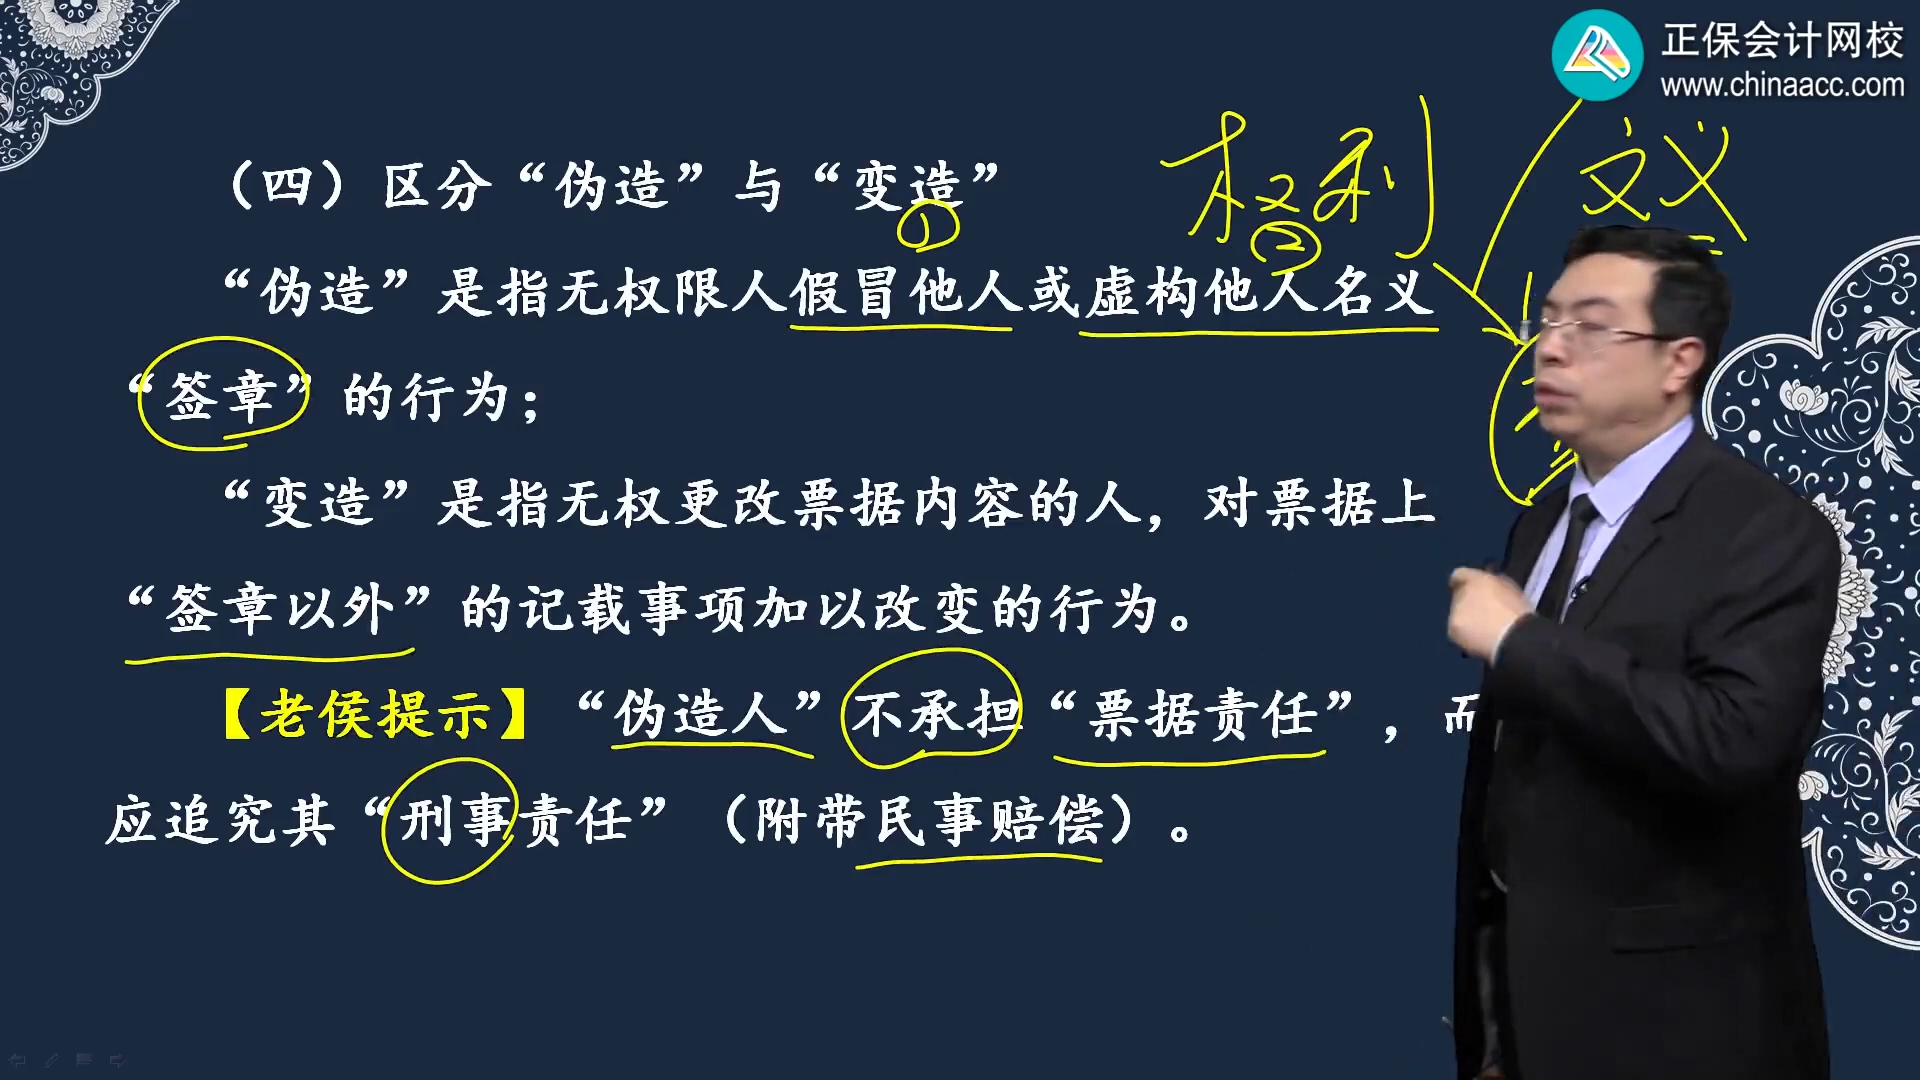 正保会计网校
www.chinaacc.com
权利
文义
（四）区分“伪造”与“变造”
①
②
“伪造”是指无权限人假冒他人或虚构他人名义
“签章”的行为；
“变造”是指无权更改票据内容的人，对票据上
“签章以外”的记载事项加以改变的行为。
【老侯提示】“伪造人”不承担“票据责任”，而
应追究其“刑事责任”（附带民事赔偿）。